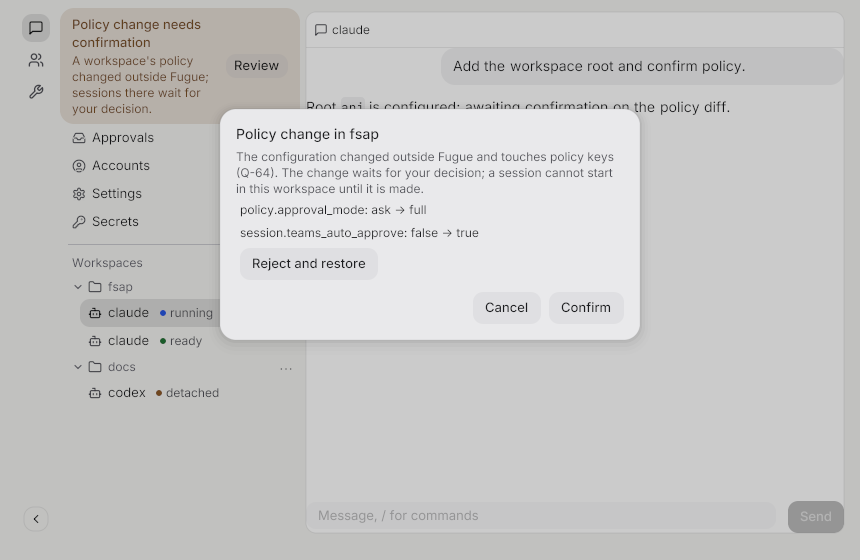 Policy change needs
confirmation
A workspace's policy
changed outside Fugue;
sessions there wait for
your decision.
Review
Approvals
Accounts
Settings
Secrets
Workspaces
fsap
claude running
claude ready
docs ...
codex detached
claude
Add the workspace root and confirm policy.
Root api is configured; awaiting confirmation on the policy diff.
Policy change in fsap
The configuration changed outside Fugue and touches policy keys
(Q-64). The change waits for your decision; a session cannot start
in this workspace until it is made.
policy.approval_mode: ask → full
session.teams_auto_approve: false → true
Reject and restore
Cancel
Confirm
Message, / for commands
Send